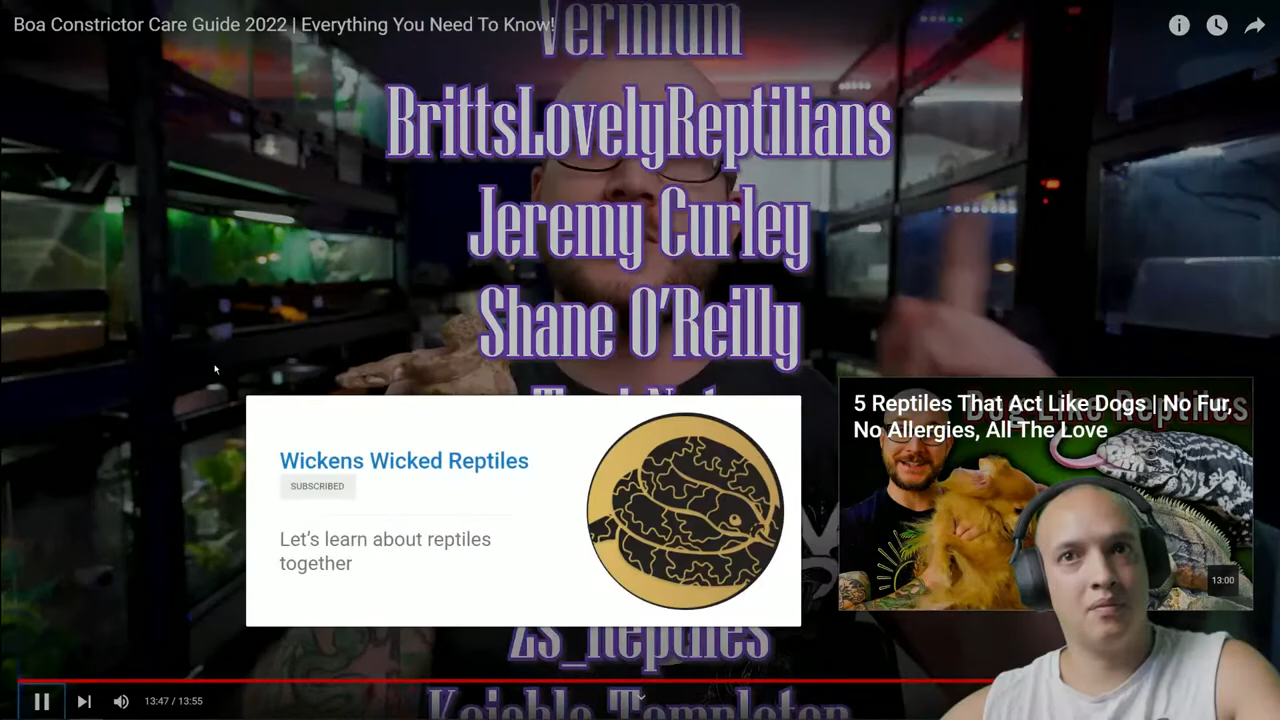 Boa Constrictor Care Guide 2022 | Everything You Need To Know!
Verinium
BrittsLovelyReptilians
Jeremy Curley
Shane O'Reilly
Wickens Wicked Reptiles
SUBSCRIBED
Let's learn about reptiles
together
5 Reptiles That Act Like Dogs | No Fur,
No Allergies, All The Love
13:00
Zs_Reptiles
13:47 / 13:55